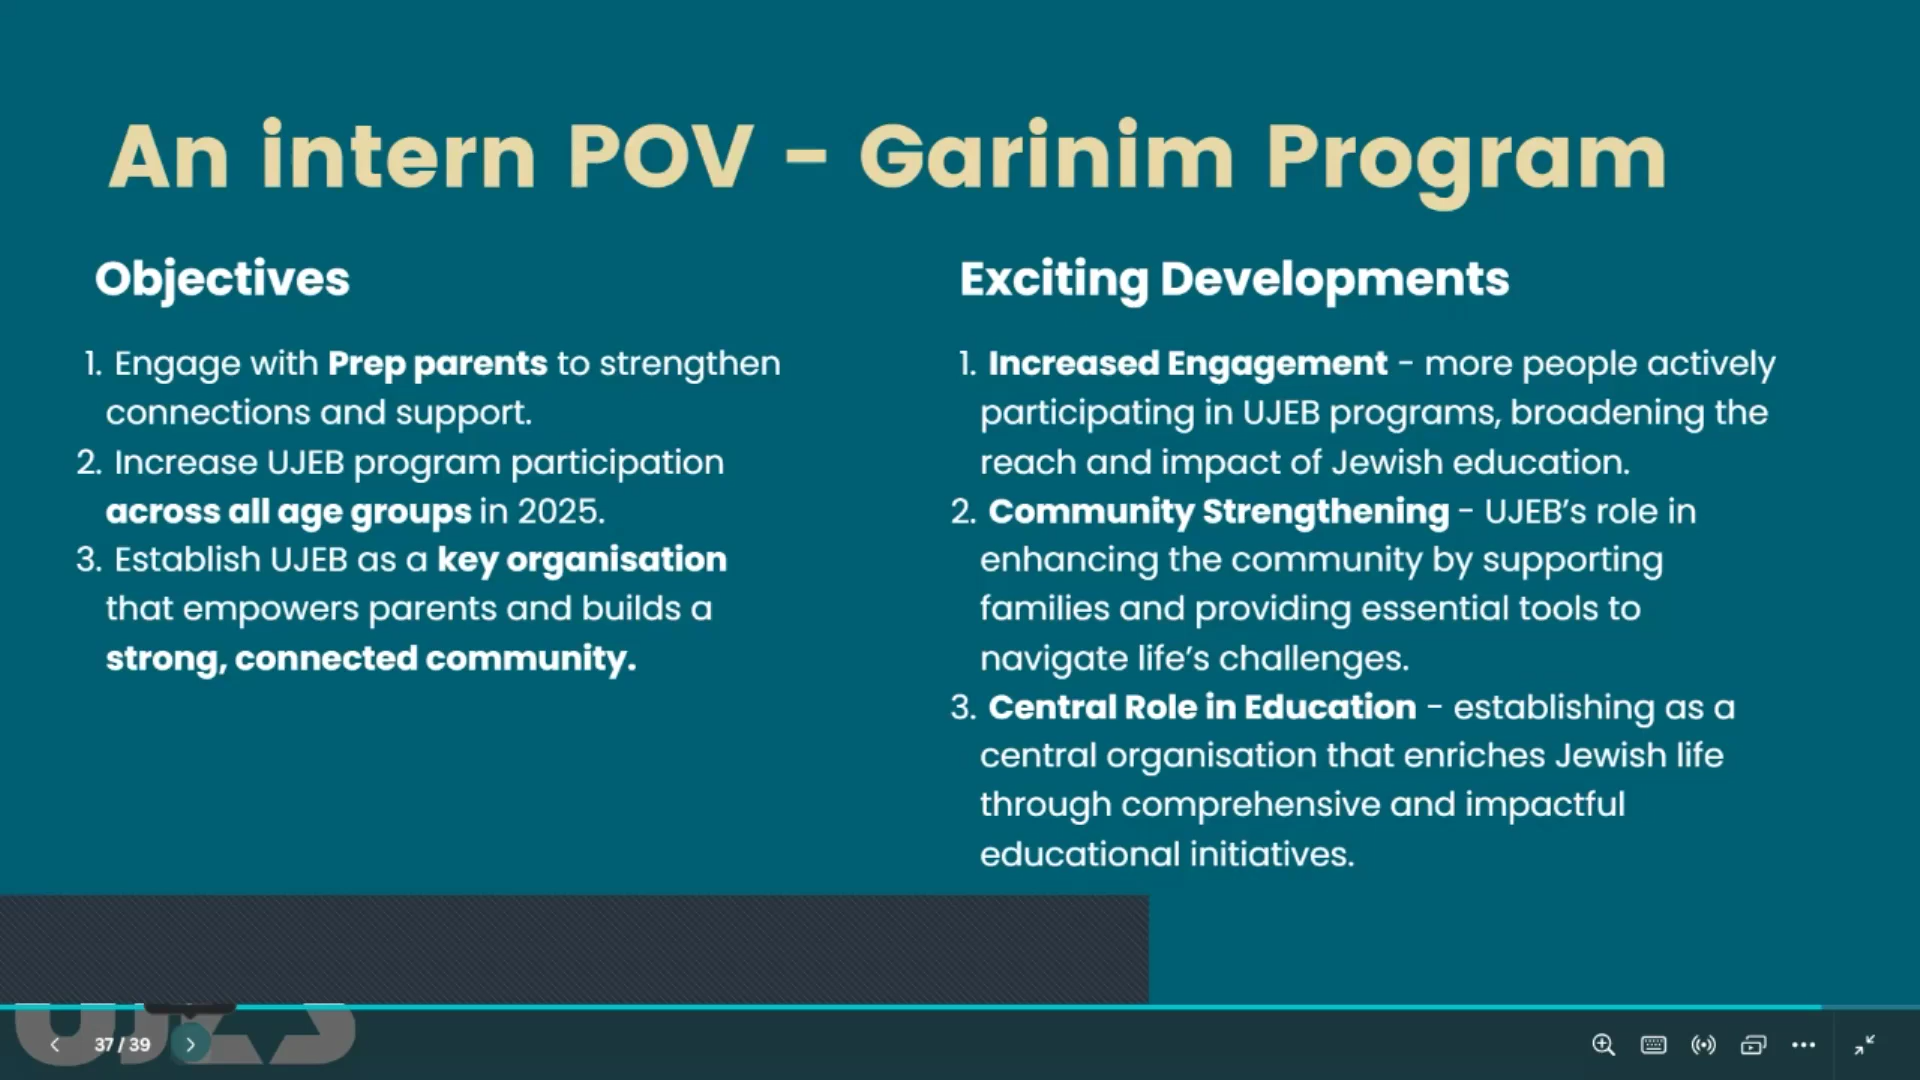 An intern POV - Garinim Program
Objectives
1. Engage with Prep parents to strengthen
connections and support.
2. Increase UJEB program participation
across all age groups in 2025.
3. Establish UJEB as a key organisation
that empowers parents and builds a
strong, connected community.
Exciting Developments
1. Increased Engagement - more people actively
participating in UJEB programs, broadening the
reach and impact of Jewish education.
2. Community Strengthening - UJEB’s role in
enhancing the community by supporting
families and providing essential tools to
navigate life’s challenges.
3. Central Role in Education - establishing as a
central organisation that enriches Jewish life
through comprehensive and impactful
educational initiatives.
37 / 39